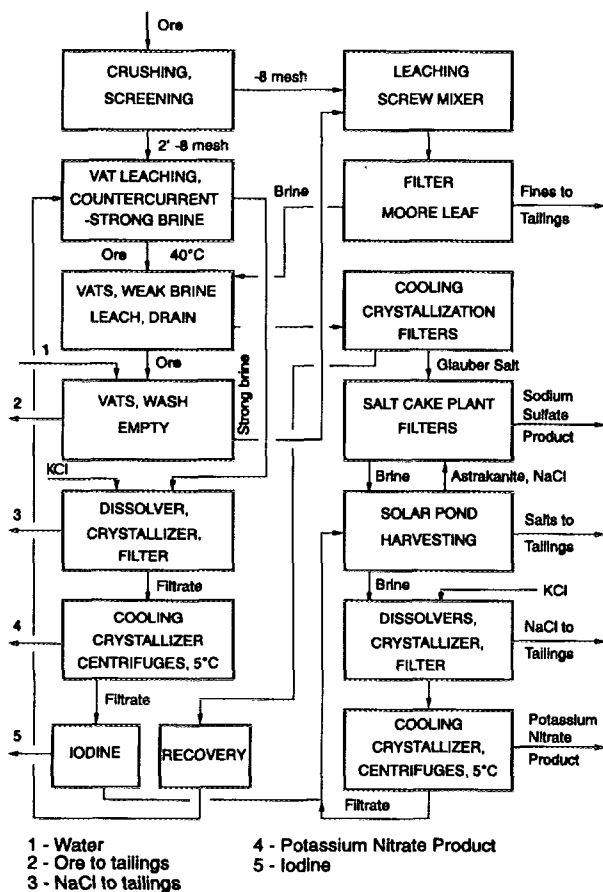 Ore
CRUSHING,
SCREENING
-8 mesh
LEACHING
SCREW MIXER
2' -8 mesh
VAT LEACHING,
COUNTERCURRENT
-STRONG BRINE
Brine
FILTER
MOORE LEAF
Fines to
Tailings
Ore
40°C
VATS, WEAK BRINE
LEACH, DRAIN
COOLING
CRYSTALLIZATION
FILTERS
1
Ore
Strong brine
Glauber Salt
2
VATS, WASH
EMPTY
SALT CAKE PLANT
FILTERS
Sodium
Sulfate
Product
KCl
Brine
Astrakanite, NaCl
3
DISSOLVER,
CRYSTALLIZER,
FILTER
SOLAR POND
HARVESTING
Salts to
Tailings
Filtrate
Brine
KCl
4
COOLING
CRYSTALLIZER
CENTRIFUGES, 5°C
DISSOLVERS,
CRYSTALLIZER,
FILTER
NaCl to
Tailings
Filtrate
5
IODINE
RECOVERY
COOLING
CRYSTALLIZER,
CENTRIFUGES, 5°C
Potassium
Nitrate
Product
Filtrate
1 - Water
2 - Ore to tailings
3 - NaCl to tailings
4 - Potassium Nitrate Product
5 - Iodine